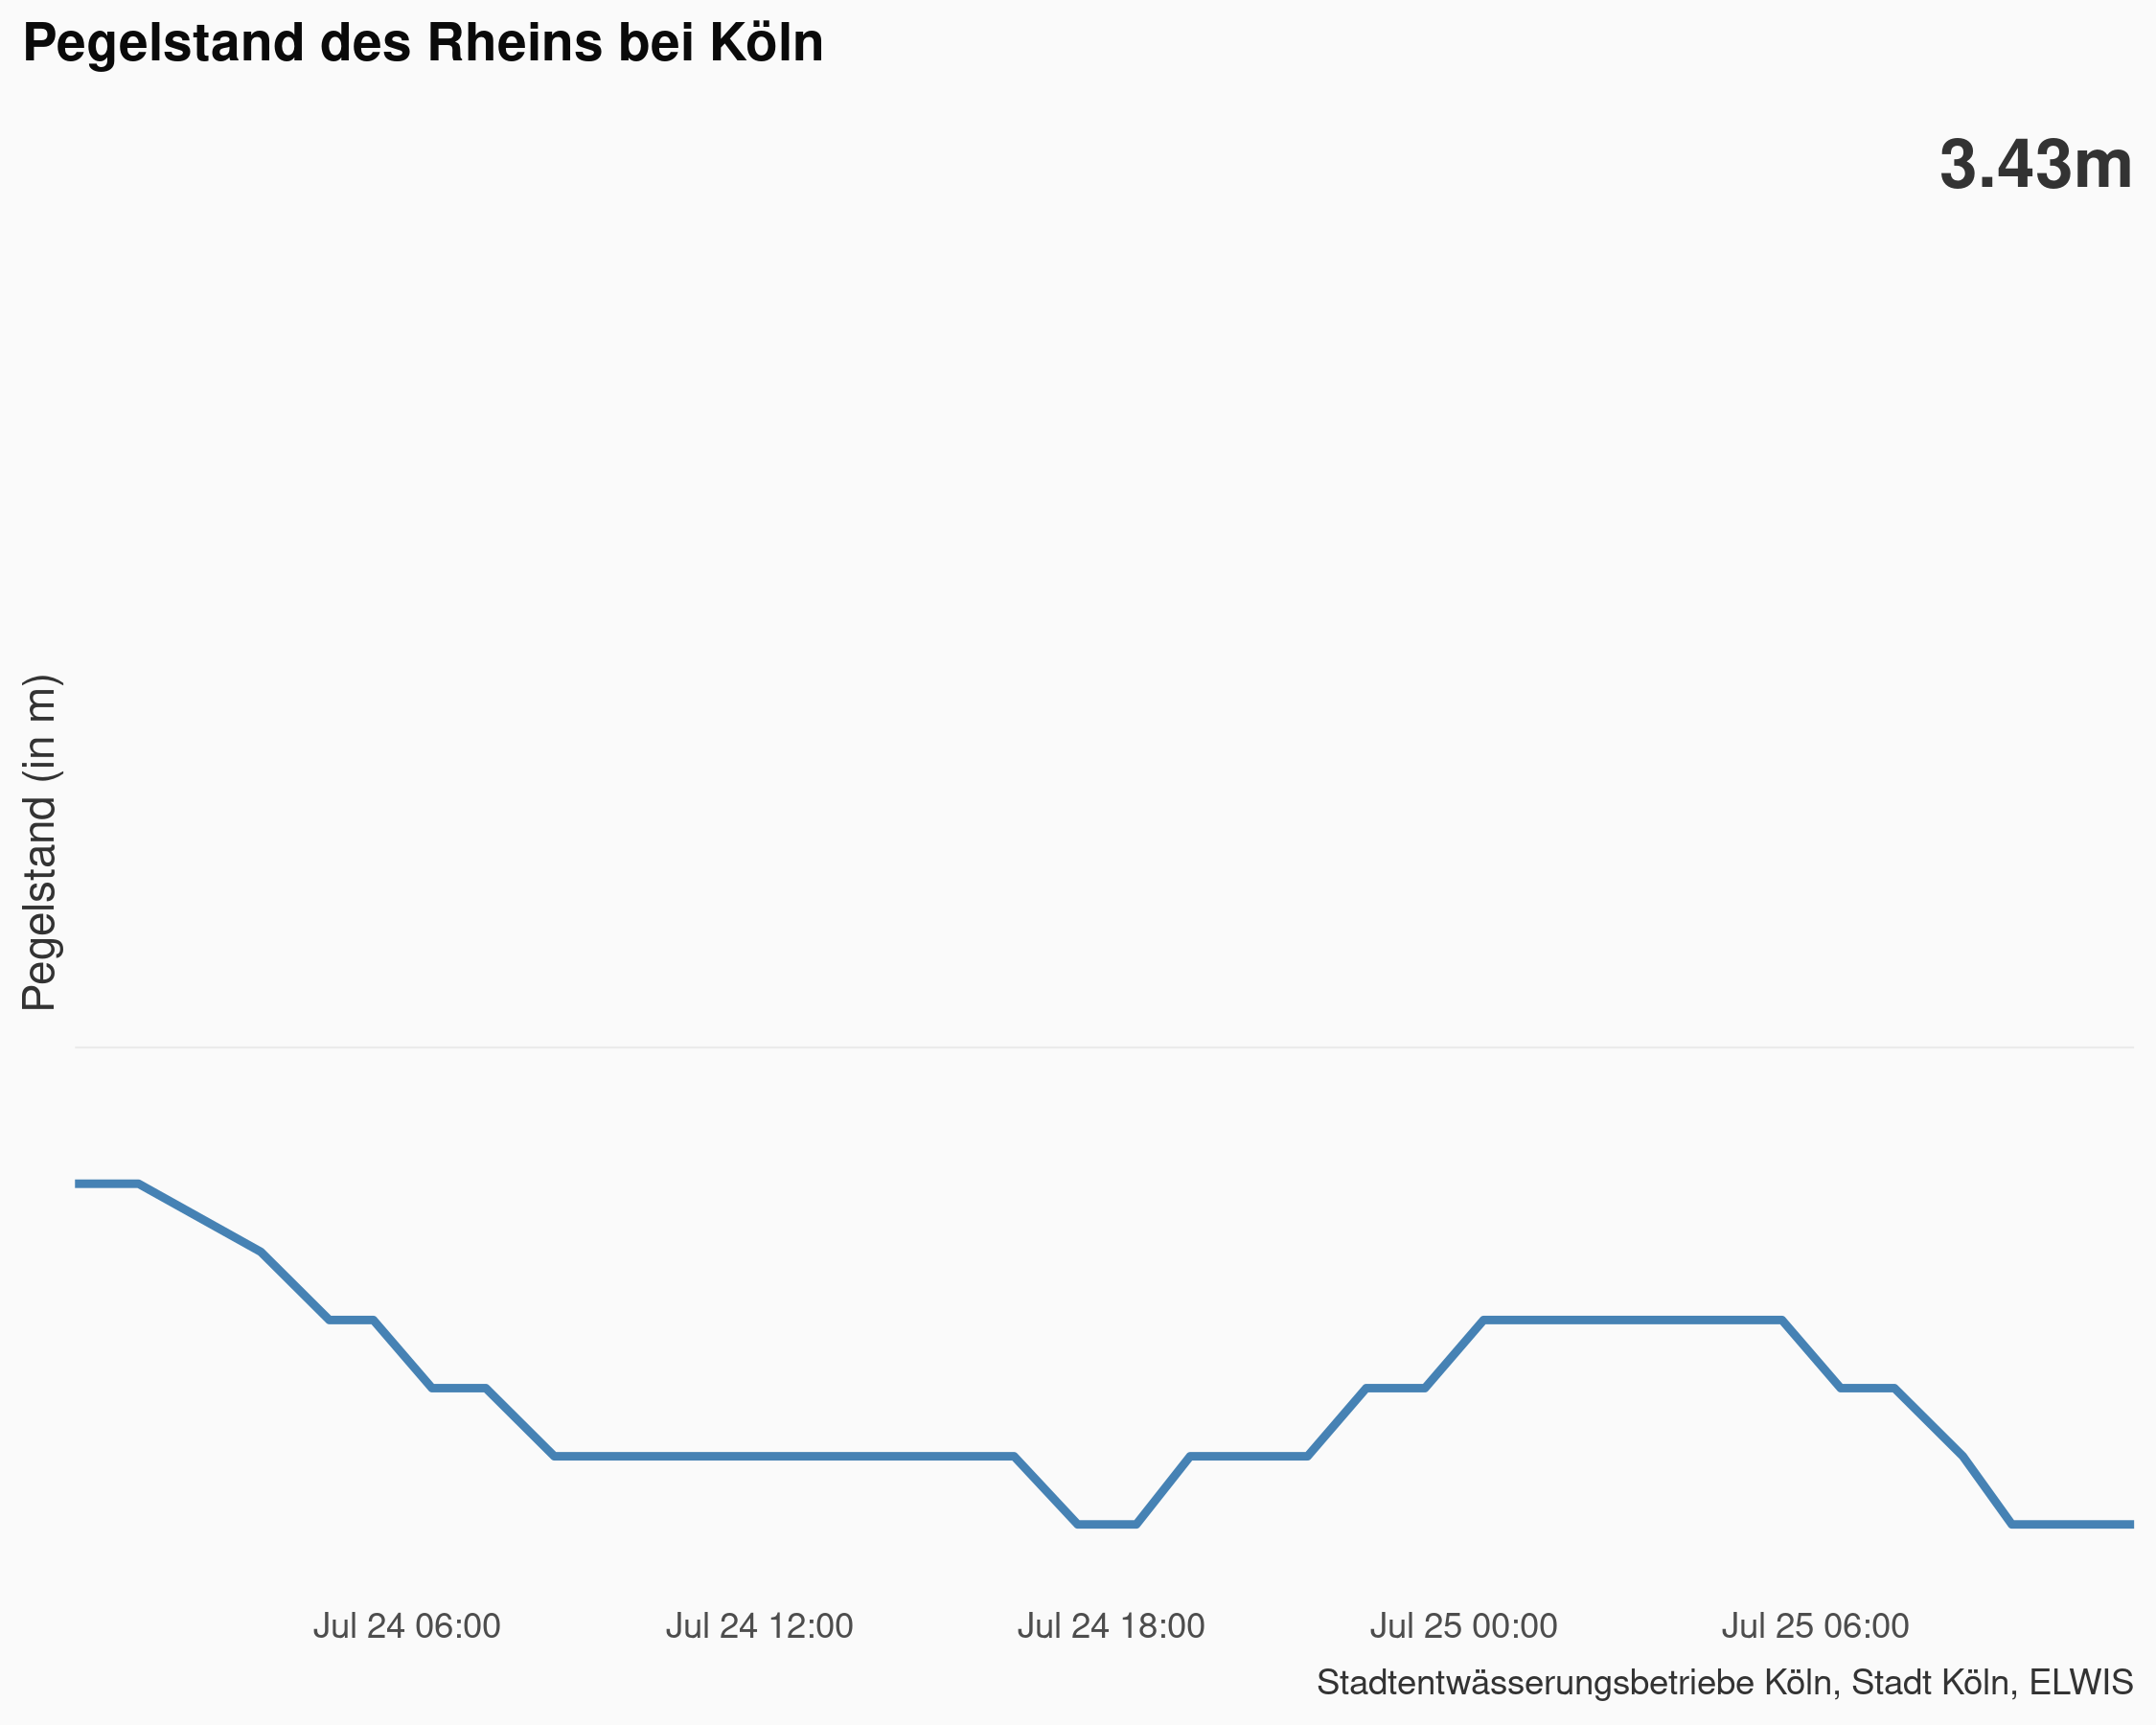 Pegelstand des Rheins bei Köln
3.43m
Pegelstand (in m)
Jul 24 06:00 Jul 24 12:00 Jul 24 18:00 Jul 25 00:00 Jul 25 06:00
Stadtentwässerungsbetriebe Köln, Stadt Köln, ELWIS